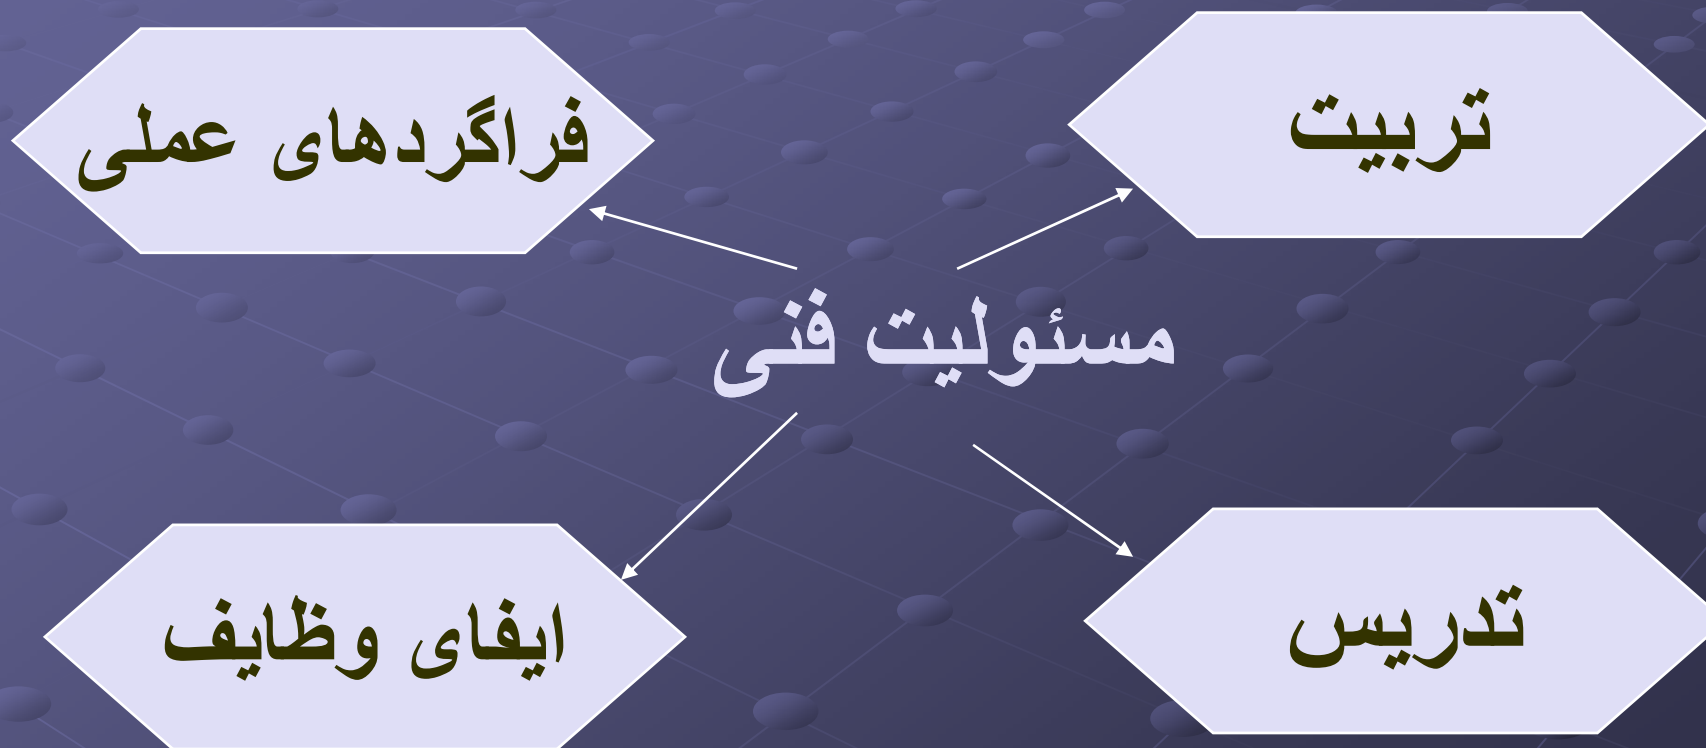 تربیت
فراگردهای عملی
مسئولیت فنی
تدریس
ایفای وظایف